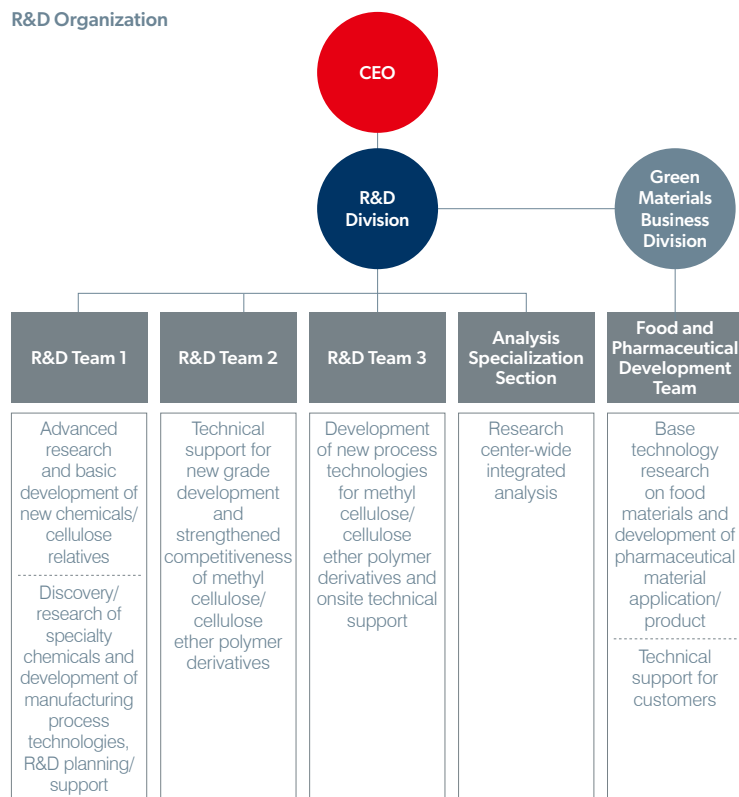 R&D Organization
CEO
R&D
Division
Green
Materials
Business
Division
R&D Team 1
R&D Team 2
R&D Team 3
Analysis
Specialization
Section
Food and
Pharmaceutical
Development
Team
Advanced
research
and basic
development of
new chemicals/
cellulose
relatives
Discovery/
research of
specialty
chemicals and
development of
manufacturing
process
technologies,
R&D planning/
support
Technical
support for
new grade
development
and
strengthened
competitiveness
of methyl
cellulose/
cellulose
ether polymer
derivatives
Development
of new process
technologies
for methyl
cellulose/
cellulose
ether polymer
derivatives and
onsite technical
support
Research
center-wide
integrated
analysis
Base
technology
research
on food
materials and
development of
pharmaceutical
material
application/
product
Technical
support for
customers